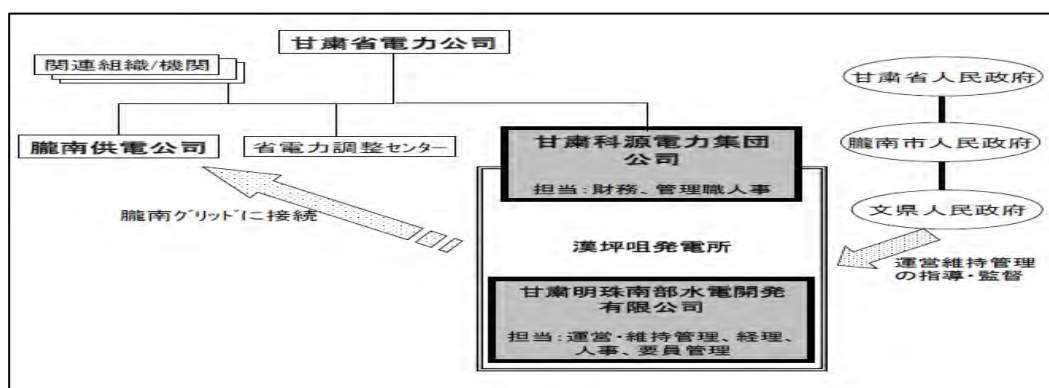 甘粛省電力公司
関連組織/機関
隴南供電公司
省電力調整センター
隴南グリッドに接続
甘粛科源電力集団
公司
担当:財務、管理職人事
漢坪咀発電所
甘粛明珠南部水電開発
有限公司
担当:運営・維持管理、経理、
人事、要員管理
甘粛省人民政府
隴南市人民政府
文県人民政府
運営維持管理
の指導・監督